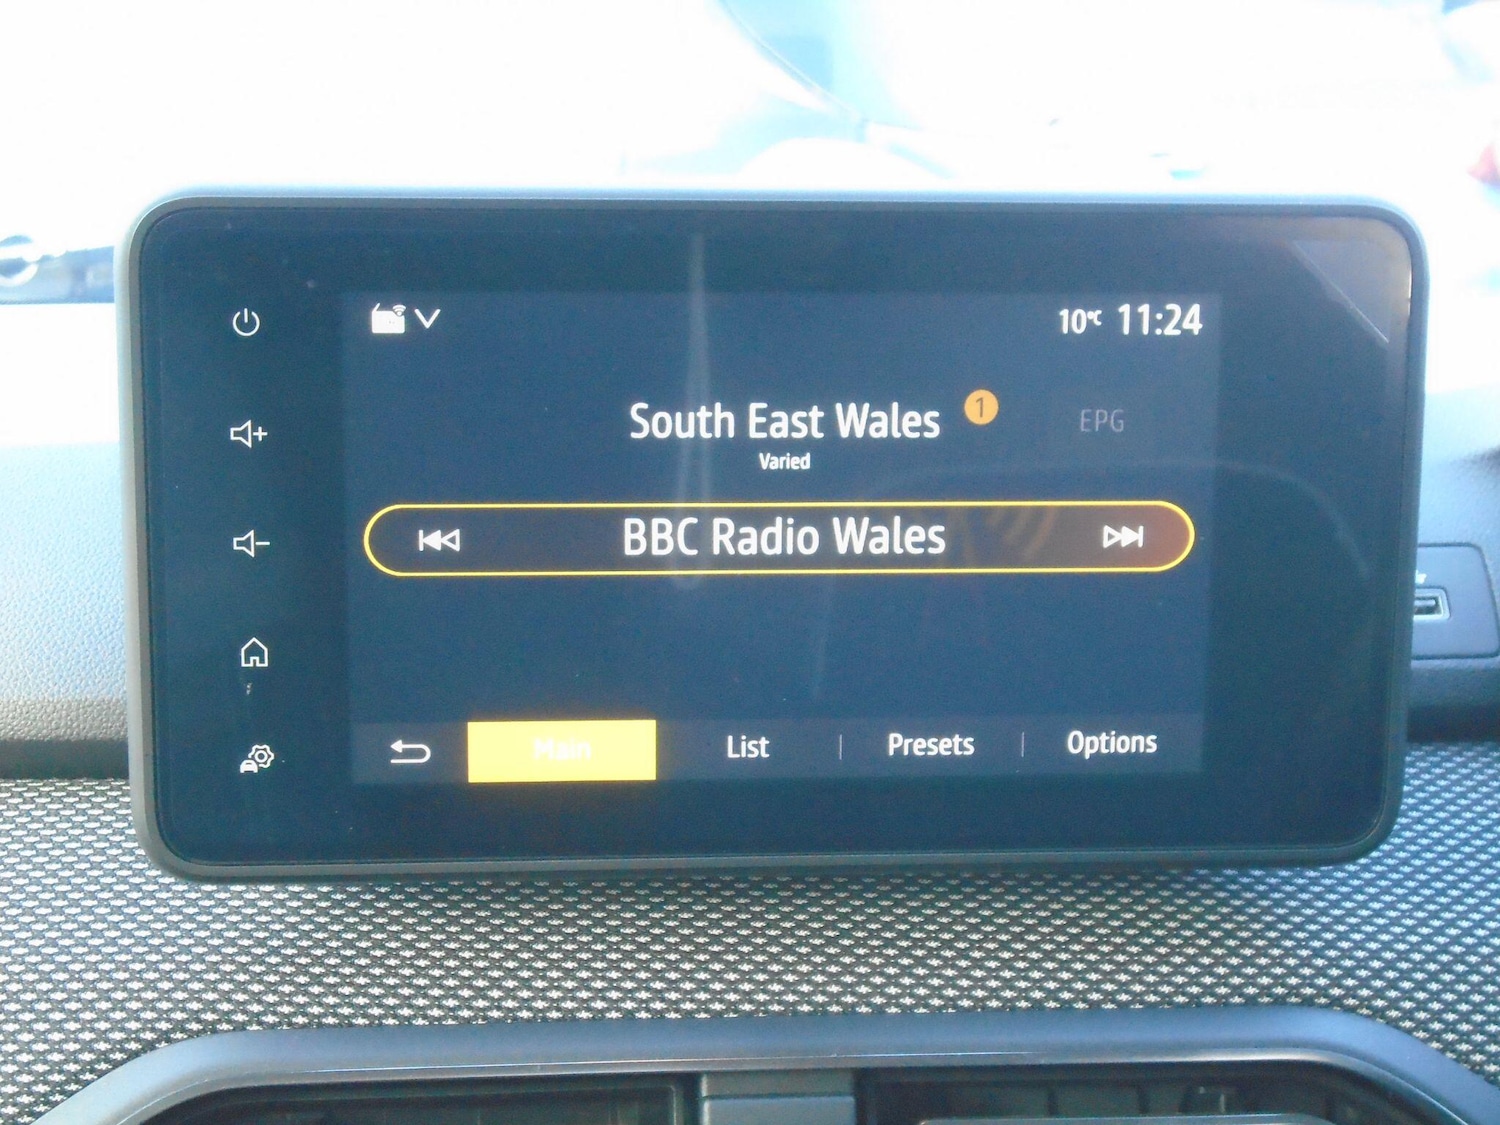 10°C 11:24
South East Wales 1 EPG
Varied
BBC Radio Wales
Main List Presets Options